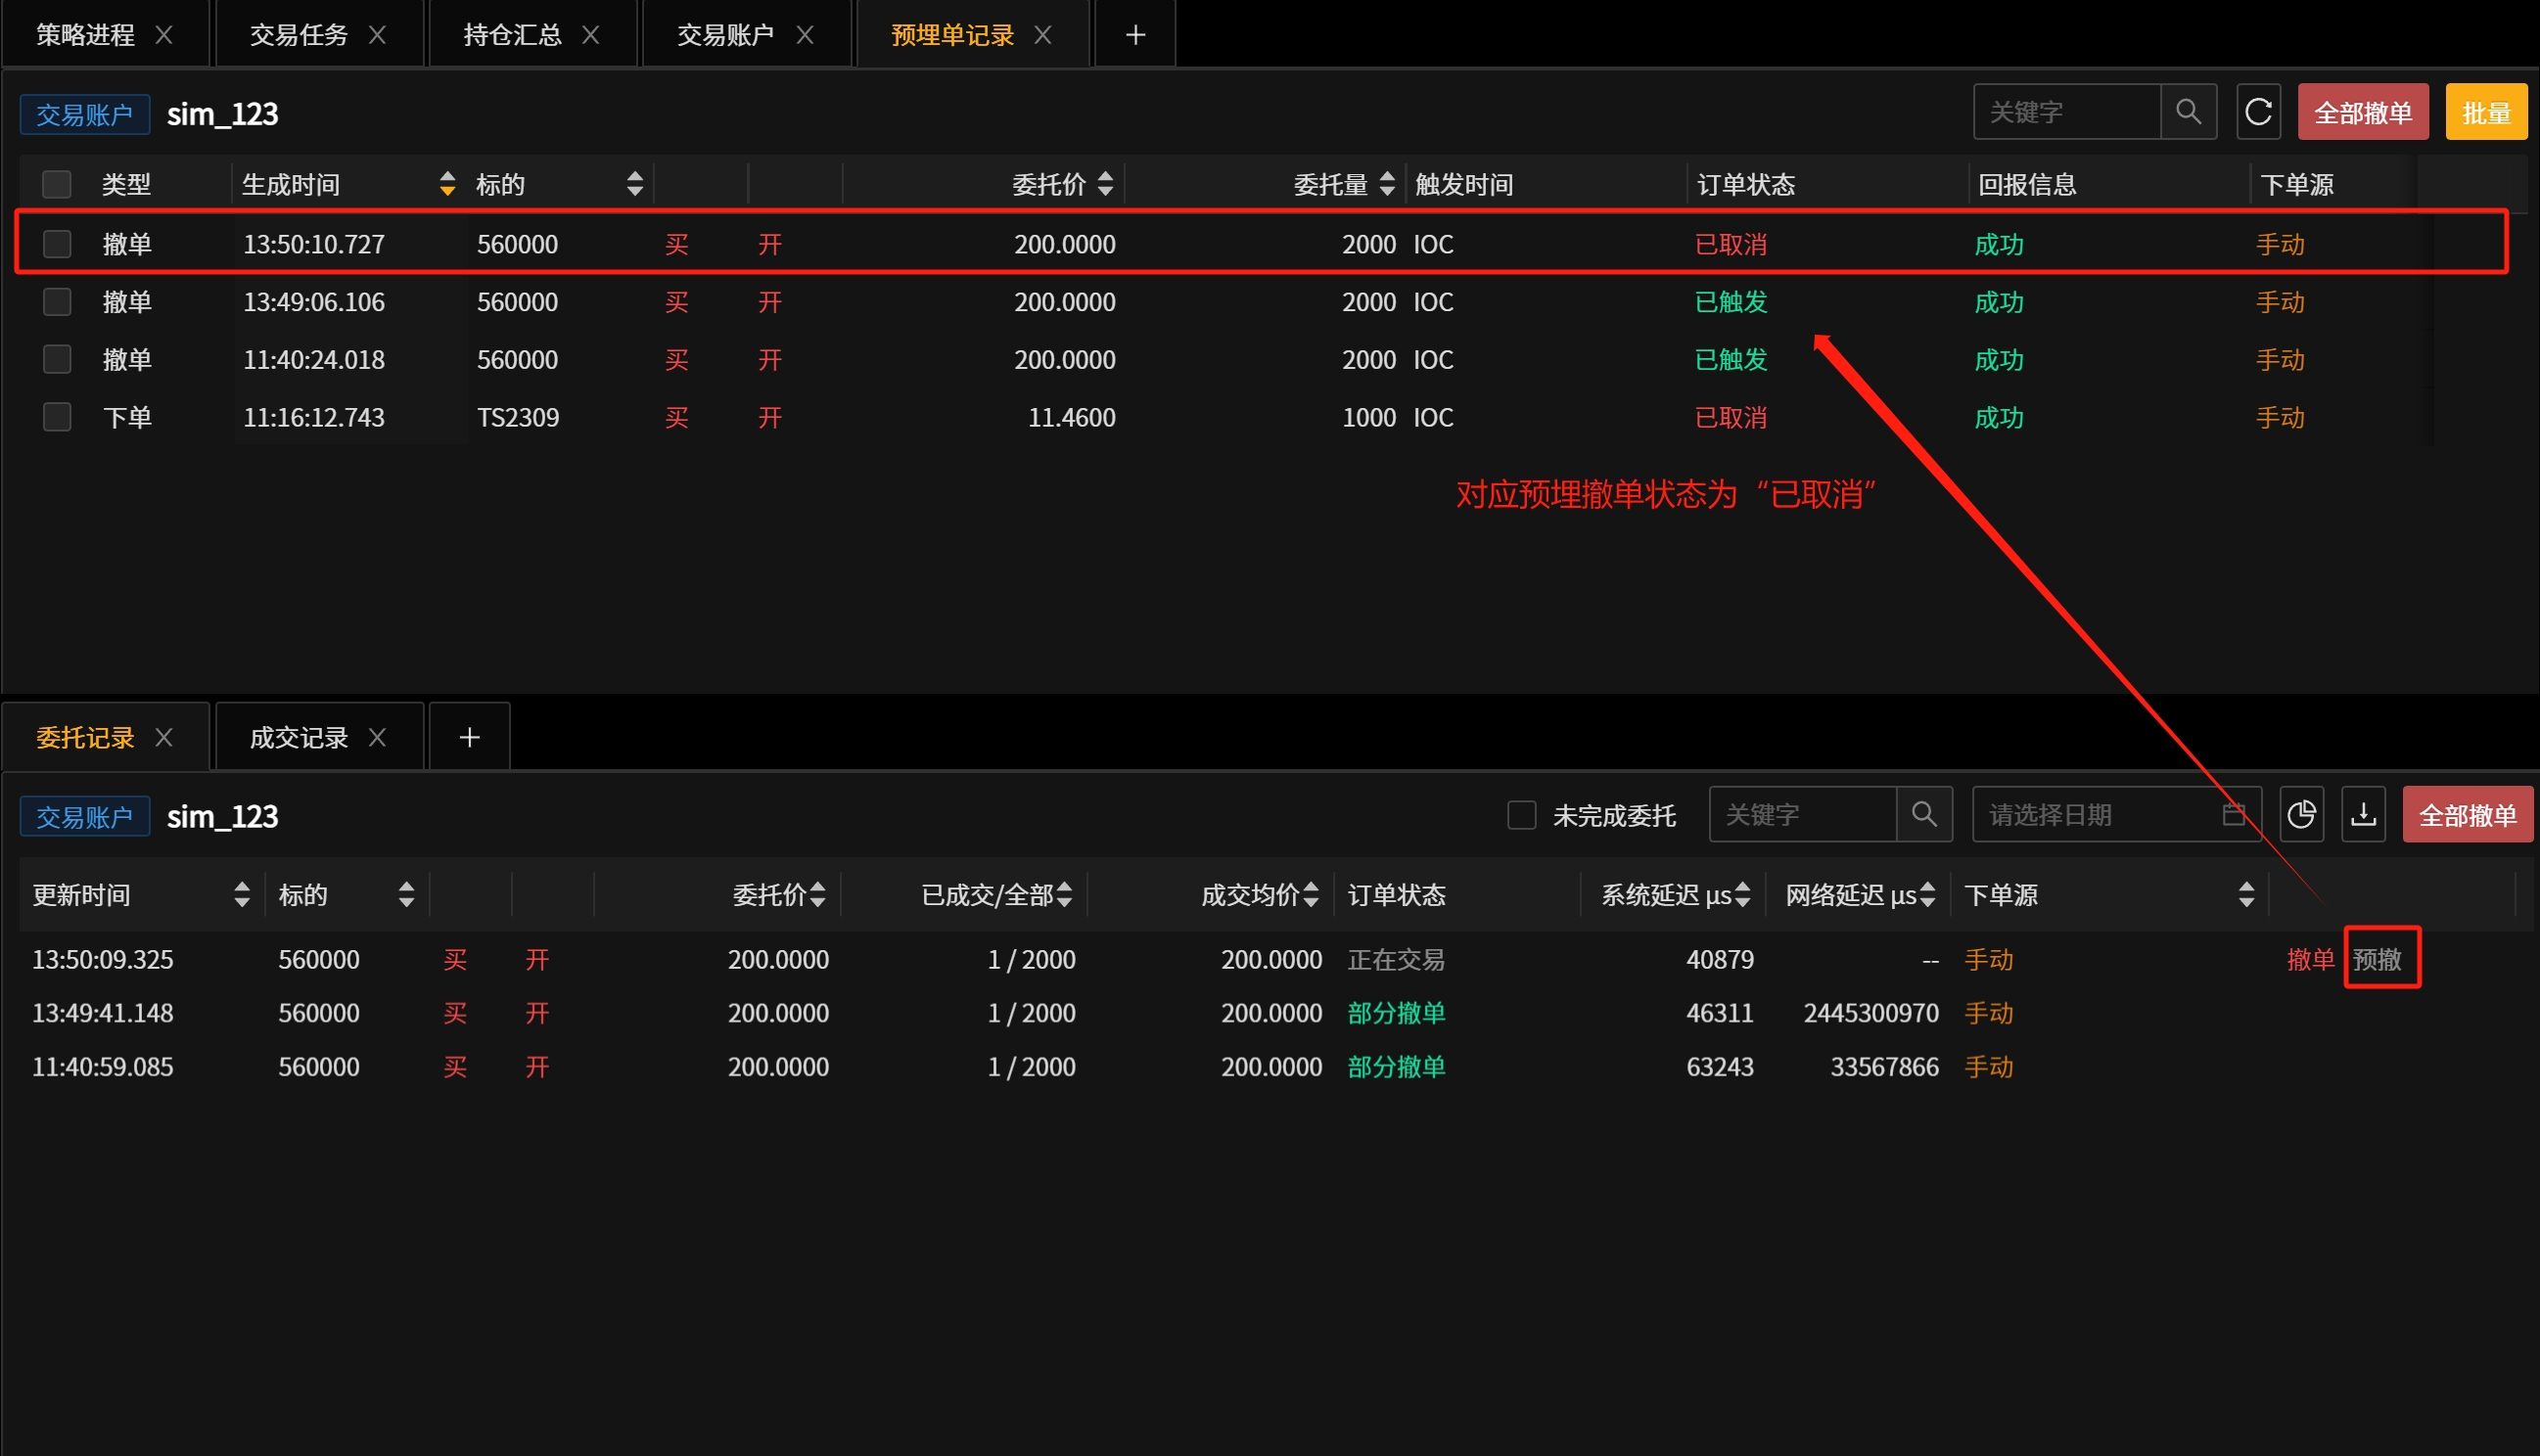 策略进程 交易任务 持仓汇总 交易账户 预埋单记录
交易账户 sim_123 关键字 全部撤单 批量
类型 生成时间 标的 委托价 委托量 触发时间 订单状态 回报信息 下单源
撤单 13:50:10.727 560000 买 开 200.0000 2000 IOC 已取消 成功 手动
撤单 13:49:06.106 560000 买 开 200.0000 2000 IOC 已触发 成功 手动
撤单 11:40:24.018 560000 买 开 200.0000 2000 IOC 已触发 成功 手动
下单 11:16:12.743 TS2309 买 开 11.4600 1000 IOC 已取消 成功 手动
对应预埋撤单状态为“已取消”
委托记录 成交记录
交易账户 sim_123 未完成委托 关键字 请选择日期 全部撤单
更新时间 标的 委托价 已成交/全部 成交均价 订单状态 系统延迟 μs 网络延迟 μs 下单源
13:50:09.325 560000 买 开 200.0000 1 / 2000 200.0000 正在交易 40879 -- 手动 撤单 预撤
13:49:41.148 560000 买 开 200.0000 1 / 2000 200.0000 部分撤单 46311 2445300970 手动
11:40:59.085 560000 买 开 200.0000 1 / 2000 200.0000 部分撤单 63243 33567866 手动